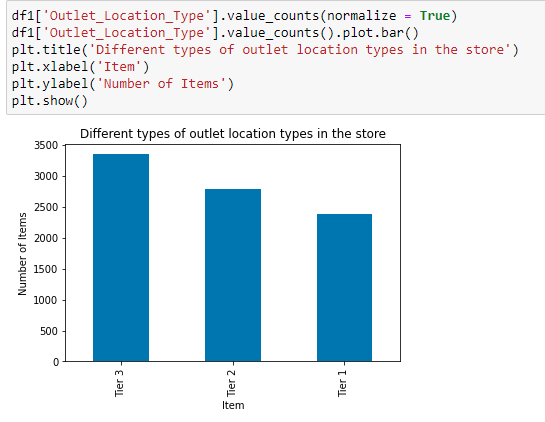 df1['Outlet_Location_Type'].value_counts(normalize = True)
df1['Outlet_Location_Type'].value_counts().plot.bar()
plt.title('Different types of outlet location types in the store')
plt.xlabel('Item')
plt.ylabel('Number of Items')
plt.show()
Different types of outlet location types in the store
3500
3000
2500
2000
1500
1000
500
0
Number of Items
Tier 3
Tier 2
Tier 1
Item